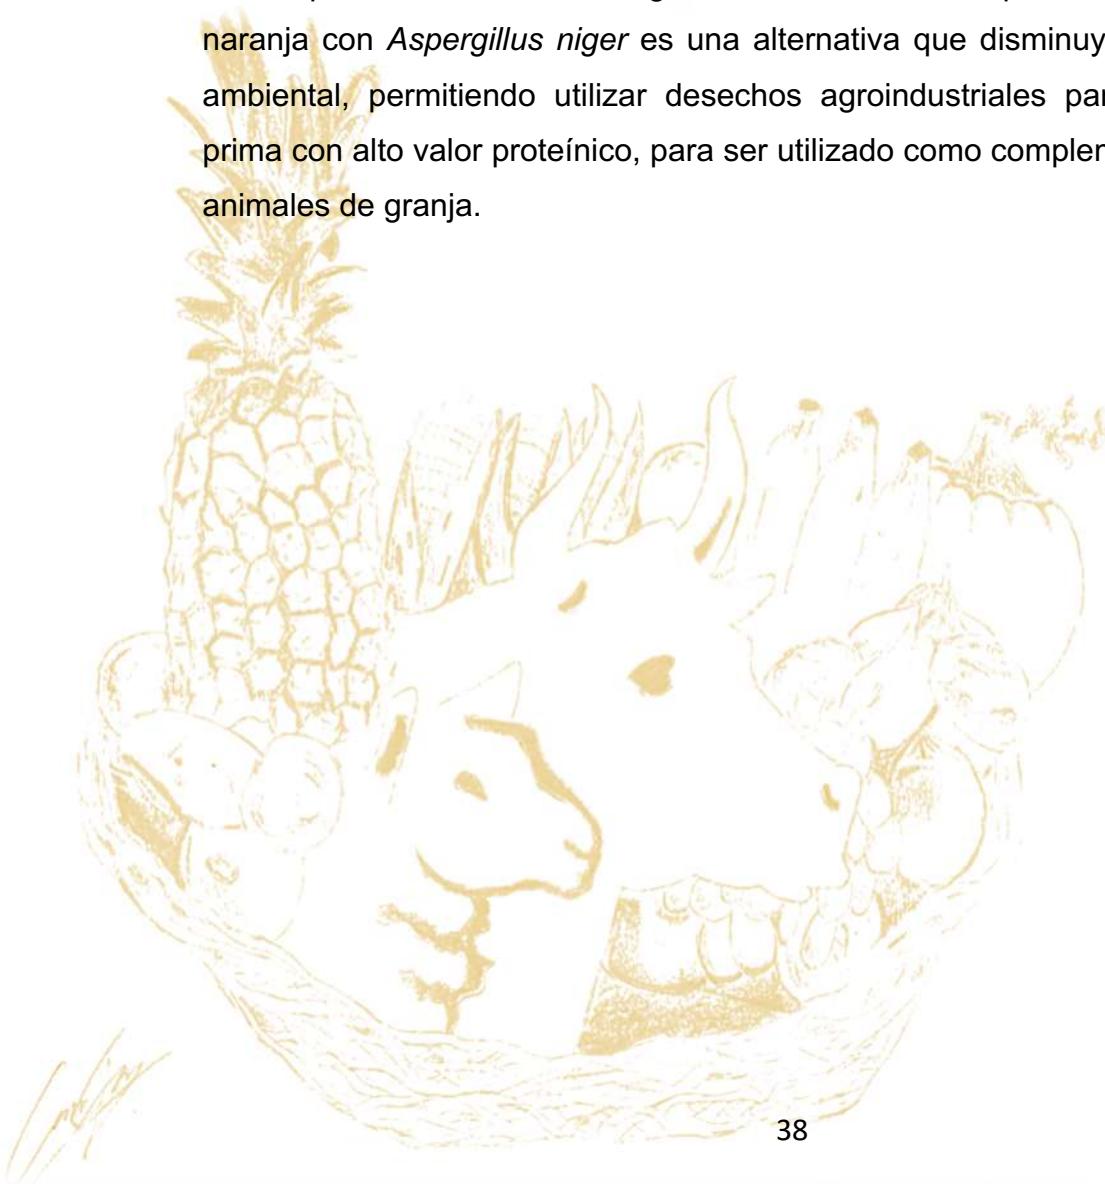 naranja con Aspergillus niger es una alternativa que disminuy
ambiental, permitiendo utilizar desechos agroindustriales par
prima con alto valor proteínico, para ser utilizado como complen
animales de granja.
38